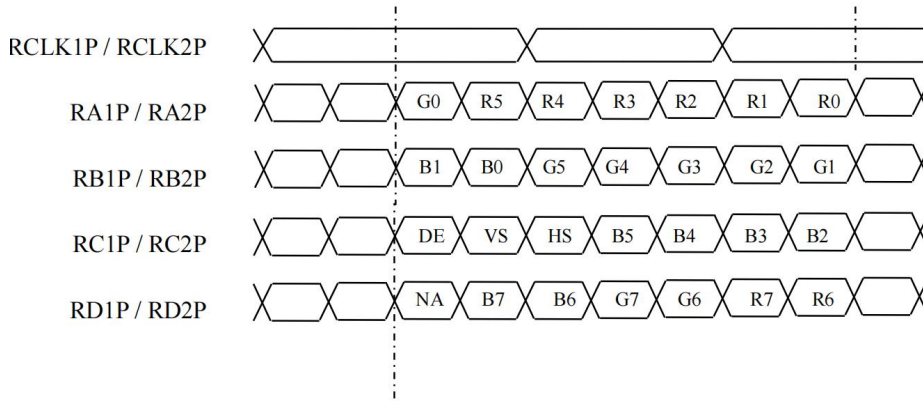 RCLK1P / RCLK2P
RA1P / RA2P G0 R5 R4 R3 R2 R1 R0
RB1P / RB2P B1 B0 G5 G4 G3 G2 G1
RC1P / RC2P DE VS HS B5 B4 B3 B2
RD1P / RD2P NA B7 B6 G7 G6 R7 R6